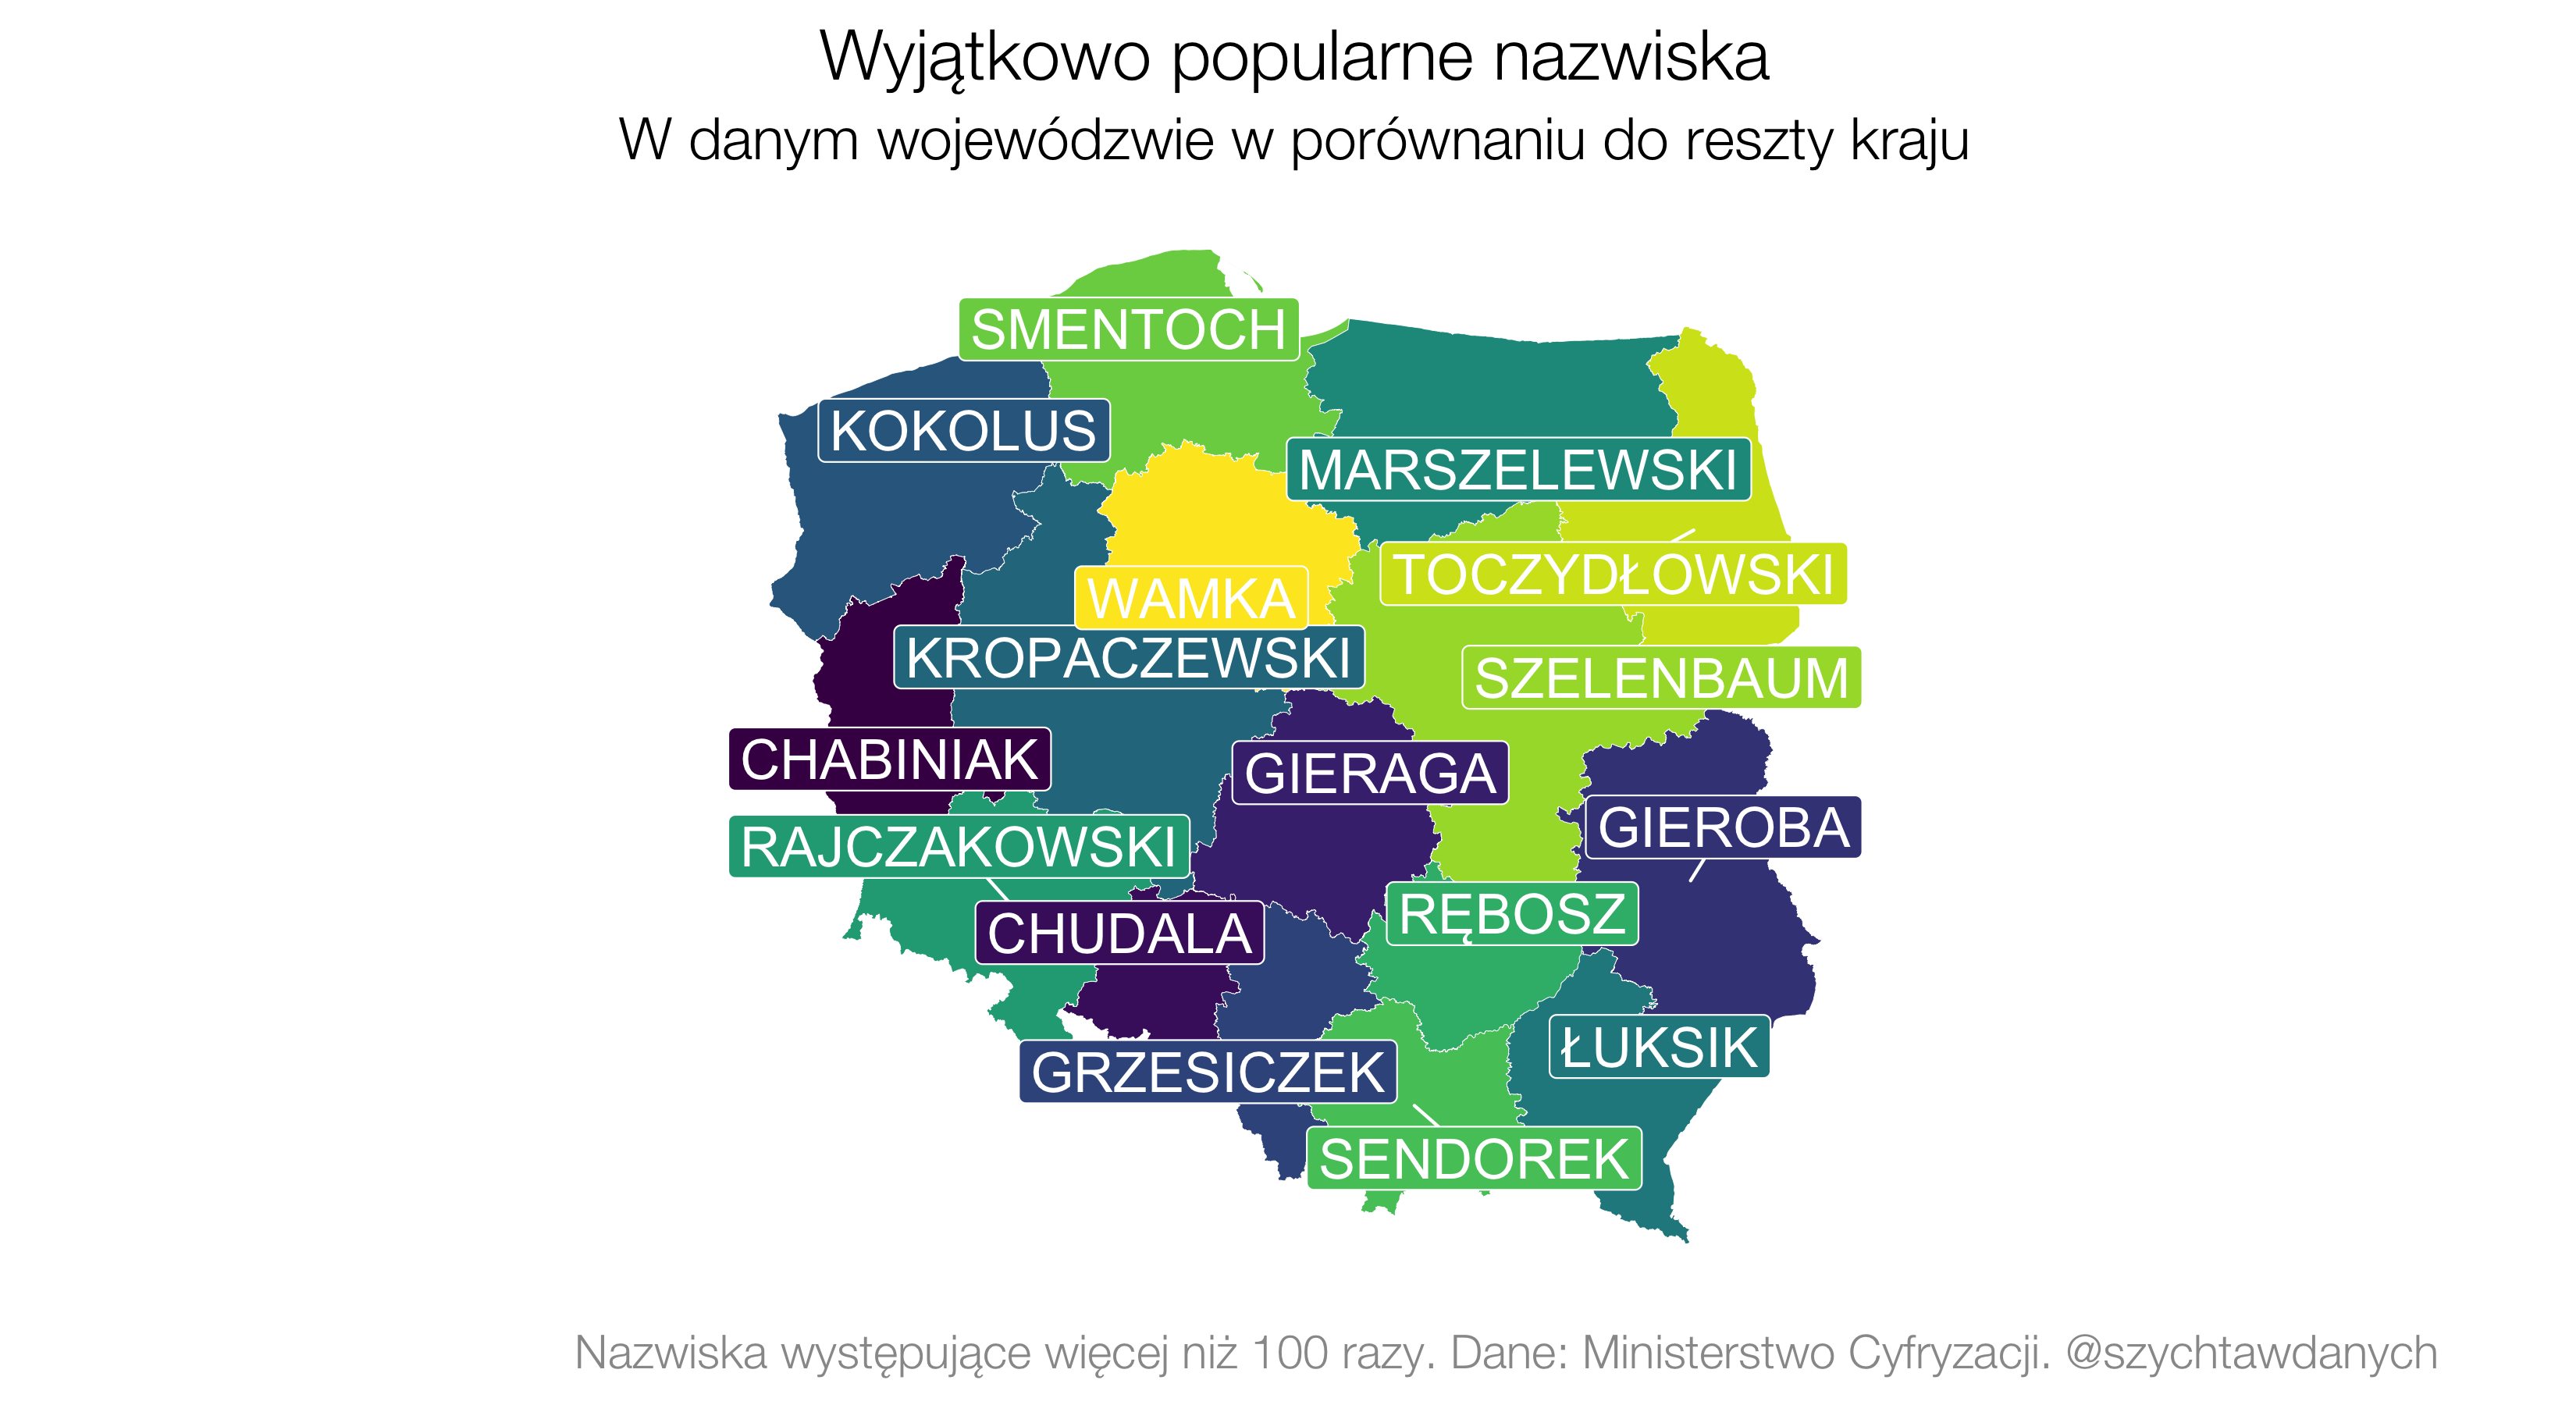 Wyjątkowo popularne nazwiska
W danym wojewódzwie w porównaniu do reszty kraju
SMENTOCH
KOKOLUS
MARSZELEWSKI
TOCZYDŁOWSKI
WAMKA
KROPACZEWSKI
SZELENBAUM
CHABINIAK
GIERAGA
GIEROBA
RAJCZAKOWSKI
RĘBOSZ
CHUDALA
ŁUKSIK
GRZESICZEK
SENDOREK
Nazwiska występujące więcej niż 100 razy. Dane: Ministerstwo Cyfryzacji. @szychtawdanych